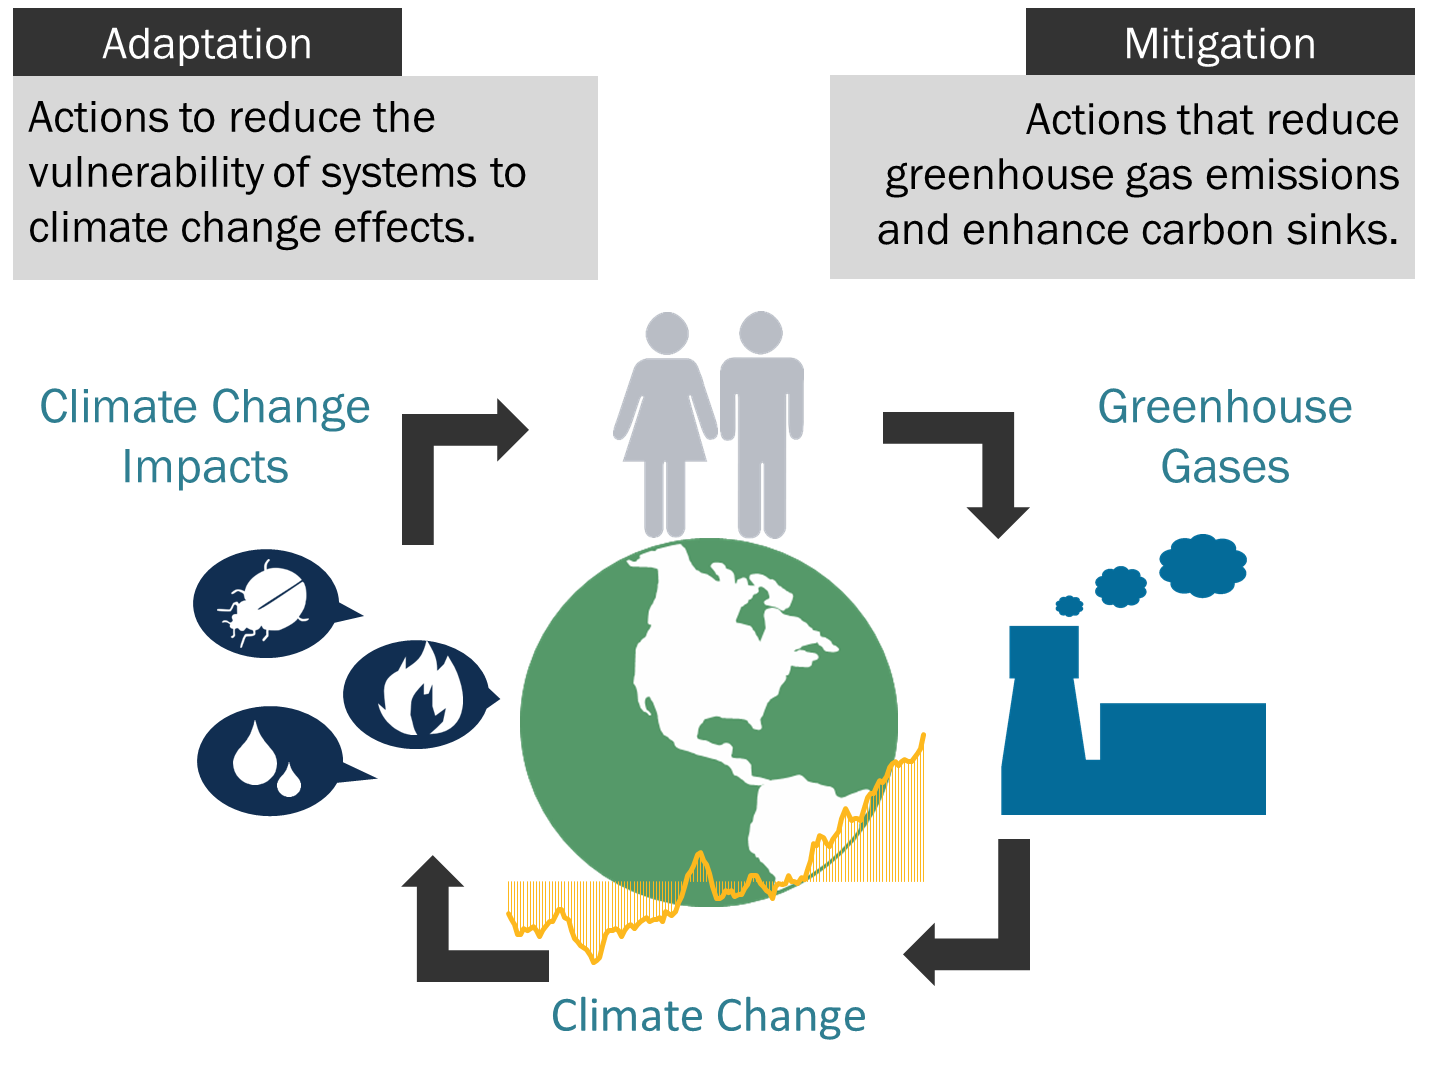 Adaptation
Actions to reduce the
vulnerability of systems to
climate change effects.
Mitigation
Actions that reduce
greenhouse gas emissions
and enhance carbon sinks.
Climate Change
Impacts
Greenhouse
Gases
Climate Change